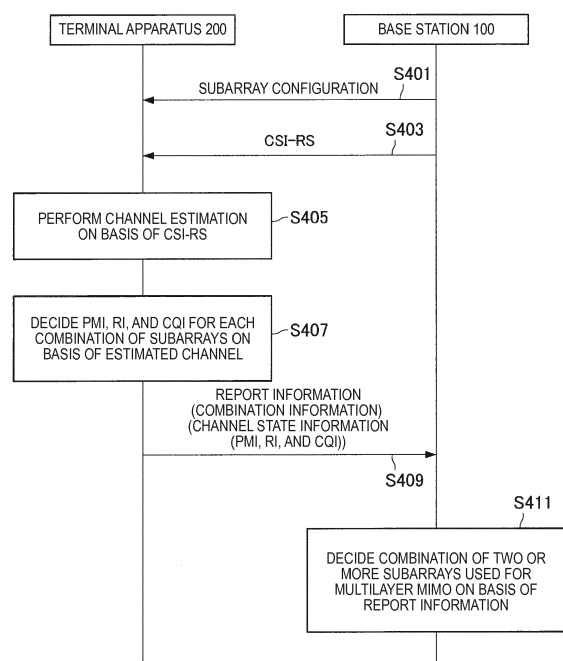 TERMINAL APPARATUS 200
BASE STATION 100
S401
SUBARRAY CONFIGURATION
S403
CSI-RS
PERFORM CHANNEL ESTIMATION
ON BASIS OF CSI-RS
S405
DECIDE PMI, RI, AND CQI FOR EACH
COMBINATION OF SUBARRAYS ON
BASIS OF ESTIMATED CHANNEL
S407
REPORT INFORMATION
(COMBINATION INFORMATION)
(CHANNEL STATE INFORMATION
(PMI, RI, AND CQI))
S409
S411
DECIDE COMBINATION OF TWO OR
MORE SUBARRAYS USED FOR
MULTILAYER MIMO ON BASIS OF
REPORT INFORMATION